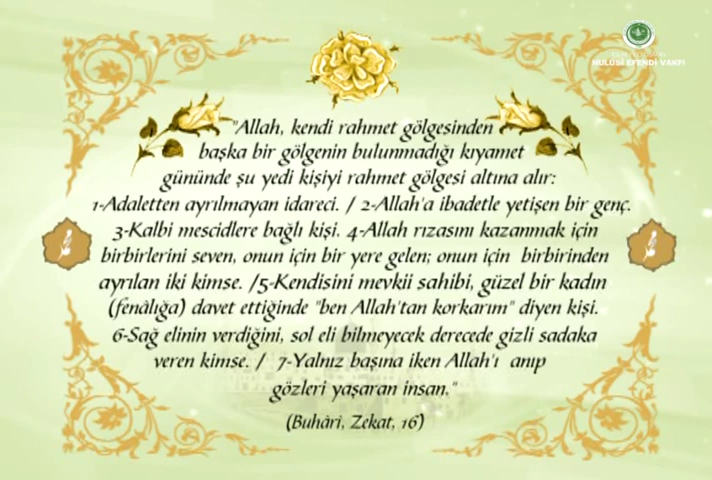 HULÛSİ EFENDİ VAKFI
"Allah, kendi rahmet gölgesinden
başka bir gölgenin bulunmadığı kıyamet
gününde şu yedi kişiyi rahmet gölgesi altına alır:
1-Adaletten ayrılmayan idareci. / 2-Allah'a ibadetle yetişen bir genç.
3-Kalbi mescidlere bağlı kişi. 4-Allah rızasını kazanmak için
birbirlerini seven, onun için bir yere gelen; onun için birbirinden
ayrılan iki kimse. /5-Kendisini mevkii sahibi, güzel bir kadın
(fenâlığa) davet ettiğinde "ben Allah'tan korkarım" diyen kişi.
6-Sağ elinin verdiğini, sol eli bilmeyecek derecede gizli sadaka
veren kimse. / 7-Yalnız başına iken Allah'ı anıp
gözleri yaşaran insan."
(Buhâri, Zekat, 16)